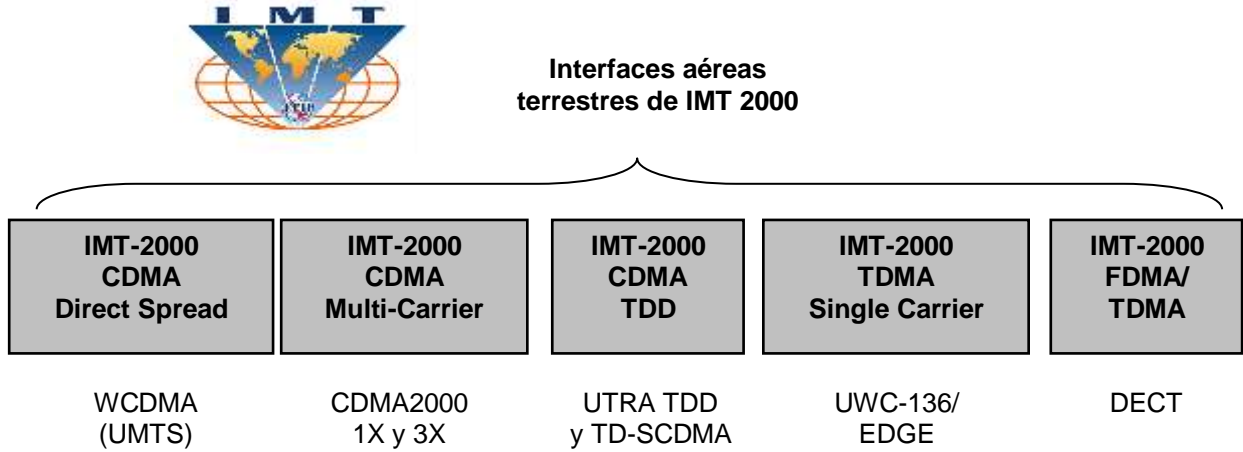 I M T
Interfaces aéreas
terrestres de IMT 2000
IMT-2000
CDMA
Direct Spread
IMT-2000
CDMA
Multi-Carrier
IMT-2000
CDMA
TDD
IMT-2000
TDMA
Single Carrier
IMT-2000
FDMA/
TDMA
WCDMA
(UMTS)
CDMA2000
1X y 3X
UTRA TDD
y TD-SCDMA
UWC-136/
EDGE
DECT